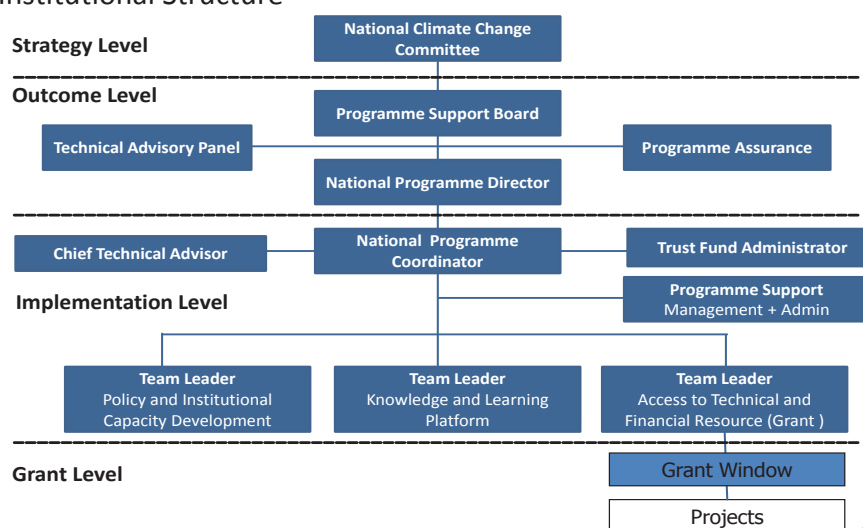 Institutional Structure
National Climate Change
Committee
Strategy Level
Outcome Level
Programme Support Board
Technical Advisory Panel
Programme Assurance
National Programme Director
Chief Technical Advisor
National Programme
Coordinator
Trust Fund Administrator
Programme Support
Management + Admin
Implementation Level
Team Leader
Policy and Institutional
Capacity Development
Team Leader
Knowledge and Learning
Platform
Team Leader
Access to Technical and
Financial Resource (Grant )
Grant Level
Grant Window
Projects